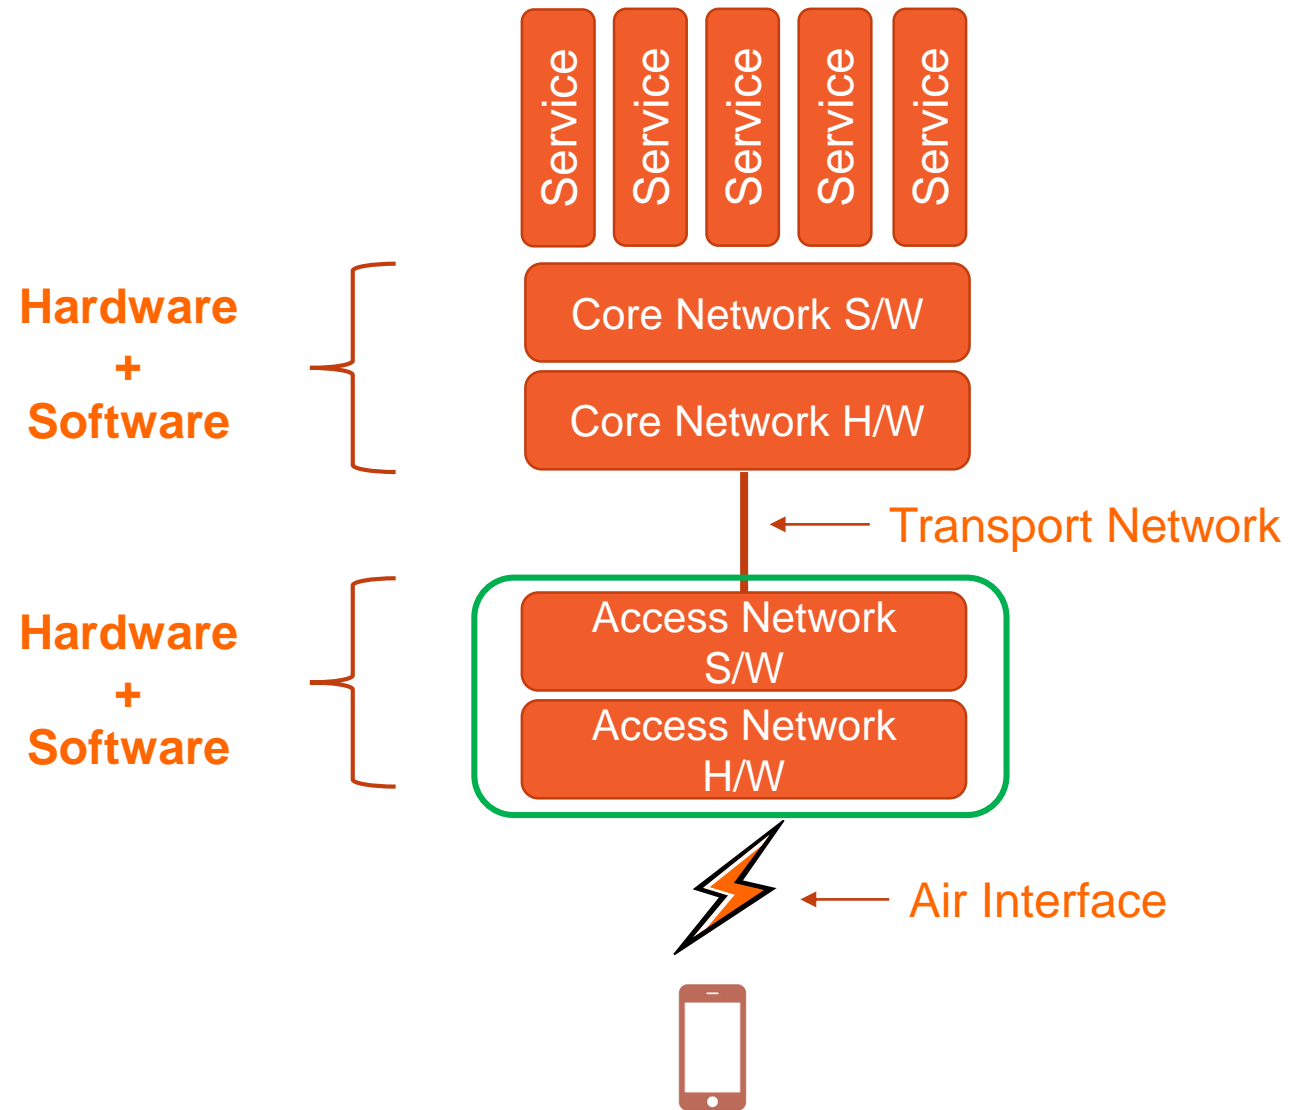 Service
Service
Service
Service
Service
Hardware
+
Software
Core Network S/W
Core Network H/W
Transport Network
Hardware
+
Software
Access Network
S/W
Access Network
H/W
Air Interface